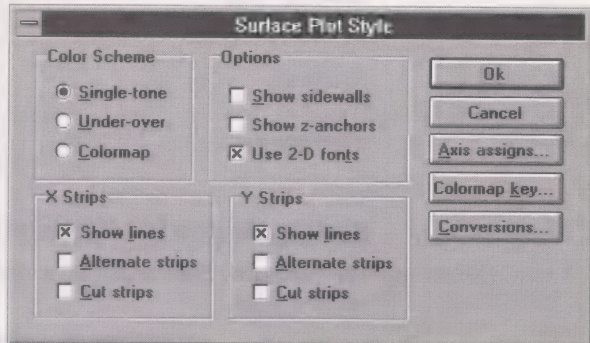 Surface Plot Style
Color Scheme
Single-tone
Under-over
Colormap
Options
Show sidewalls
Show z-anchors
Use 2-D fonts
Ok
Cancel
Axis assigns...
Colormap key...
Conversions...
X Strips
Show lines
Alternate strips
Cut strips
Y Strips
Show lines
Alternate strips
Cut strips